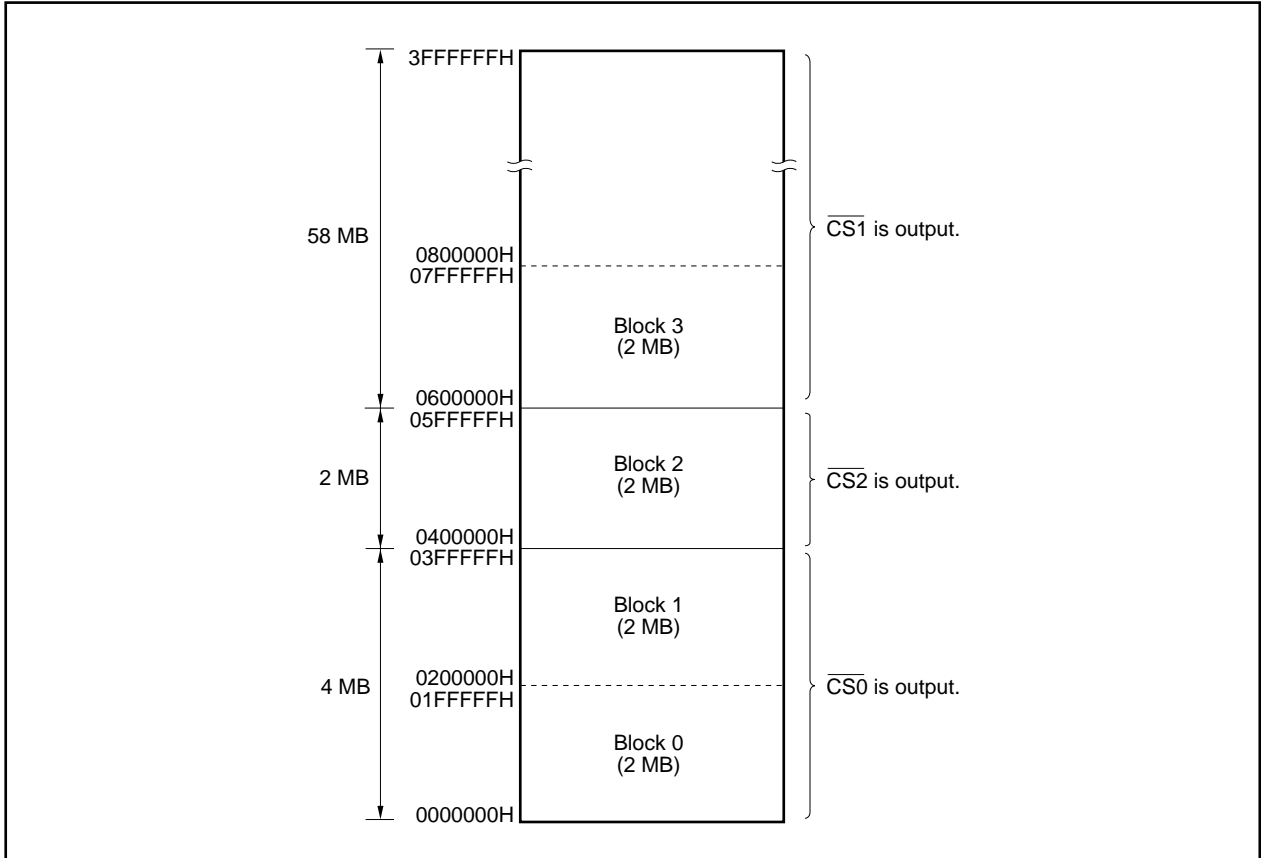 3FFFFFFH
58 MB
CS1 is output.
0800000H
07FFFFFH
Block 3
(2 MB)
0600000H
05FFFFFH
2 MB
Block 2
(2 MB)
CS2 is output.
0400000H
03FFFFFH
Block 1
(2 MB)
4 MB
0200000H
01FFFFFH
CS0 is output.
Block 0
(2 MB)
0000000H